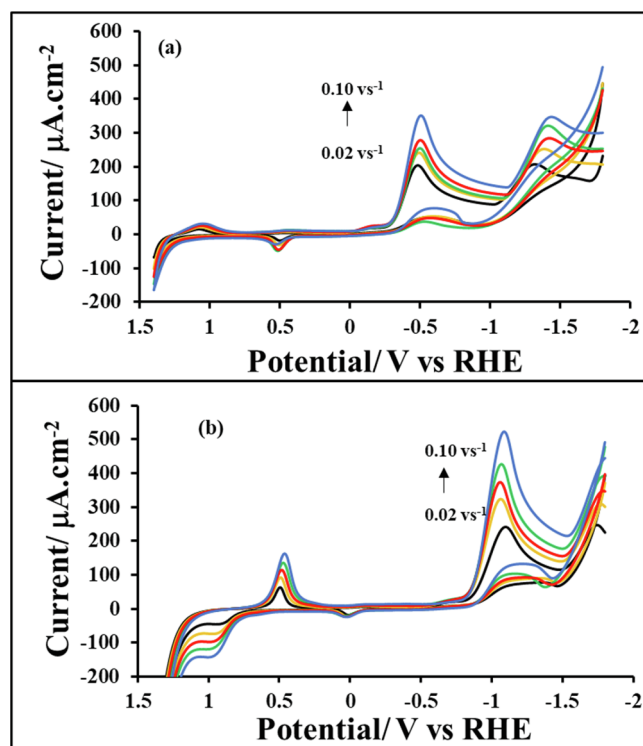 (a)
600
500
400
300
200
100
0
-100
-200
Current/ µA.cm-2
0.10 vs-1
0.02 vs-1
1.5 1 0.5 0 -0.5 -1 -1.5 -2
Potential/ V vs RHE
(b)
600
500
400
300
200
100
0
-100
-200
Current/ µA.cm-2
0.10 vs-1
0.02 vs-1
1.5 1 0.5 0 -0.5 -1 -1.5 -2
Potential/ V vs RHE